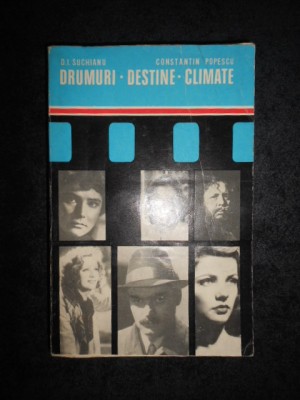 D.I. SUCHIANU CONSTANTIN POPESCU
DRUMURI • DESTINE • CLIMATE